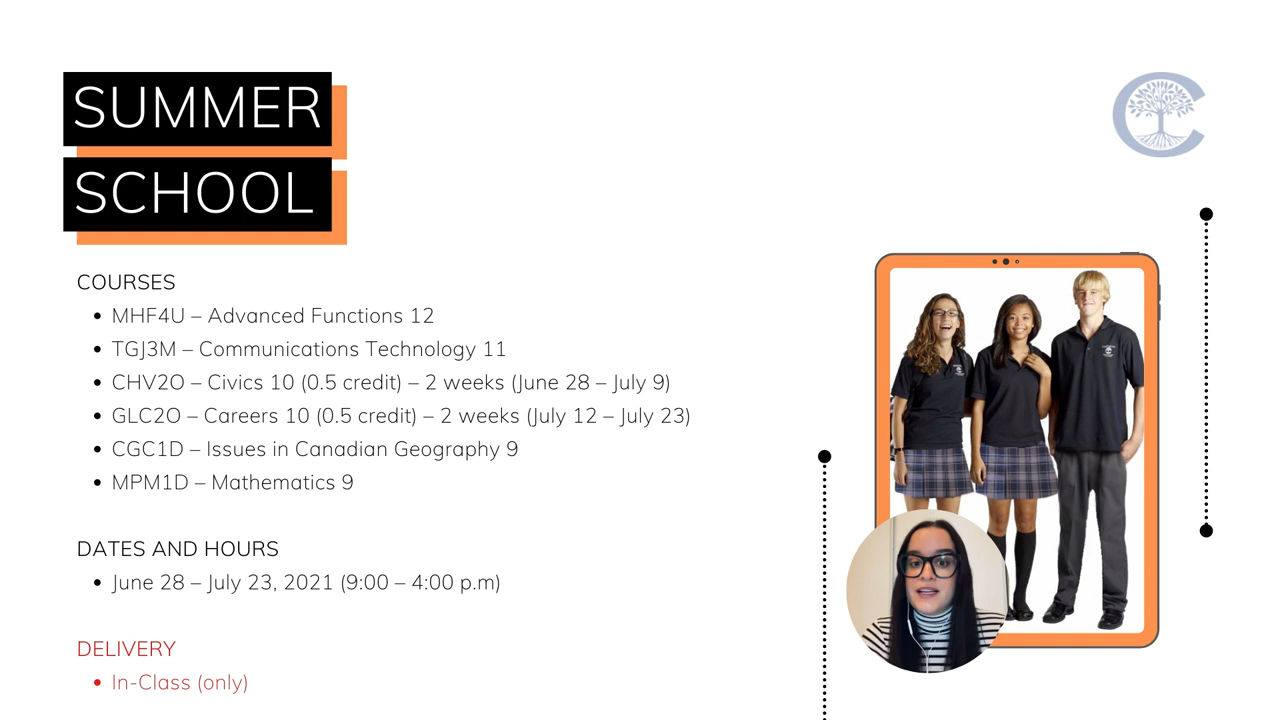 SUMMER
SCHOOL
COURSES
• MHF4U – Advanced Functions 12
• TGJ3M – Communications Technology 11
• CHV2O – Civics 10 (0.5 credit) – 2 weeks (June 28 – July 9)
• GLC2O – Careers 10 (0.5 credit) – 2 weeks (July 12 – July 23)
• CGC1D – Issues in Canadian Geography 9
• MPM1D – Mathematics 9
DATES AND HOURS
• June 28 – July 23, 2021 (9:00 – 4:00 p.m)
DELIVERY
• In-Class (only)
C